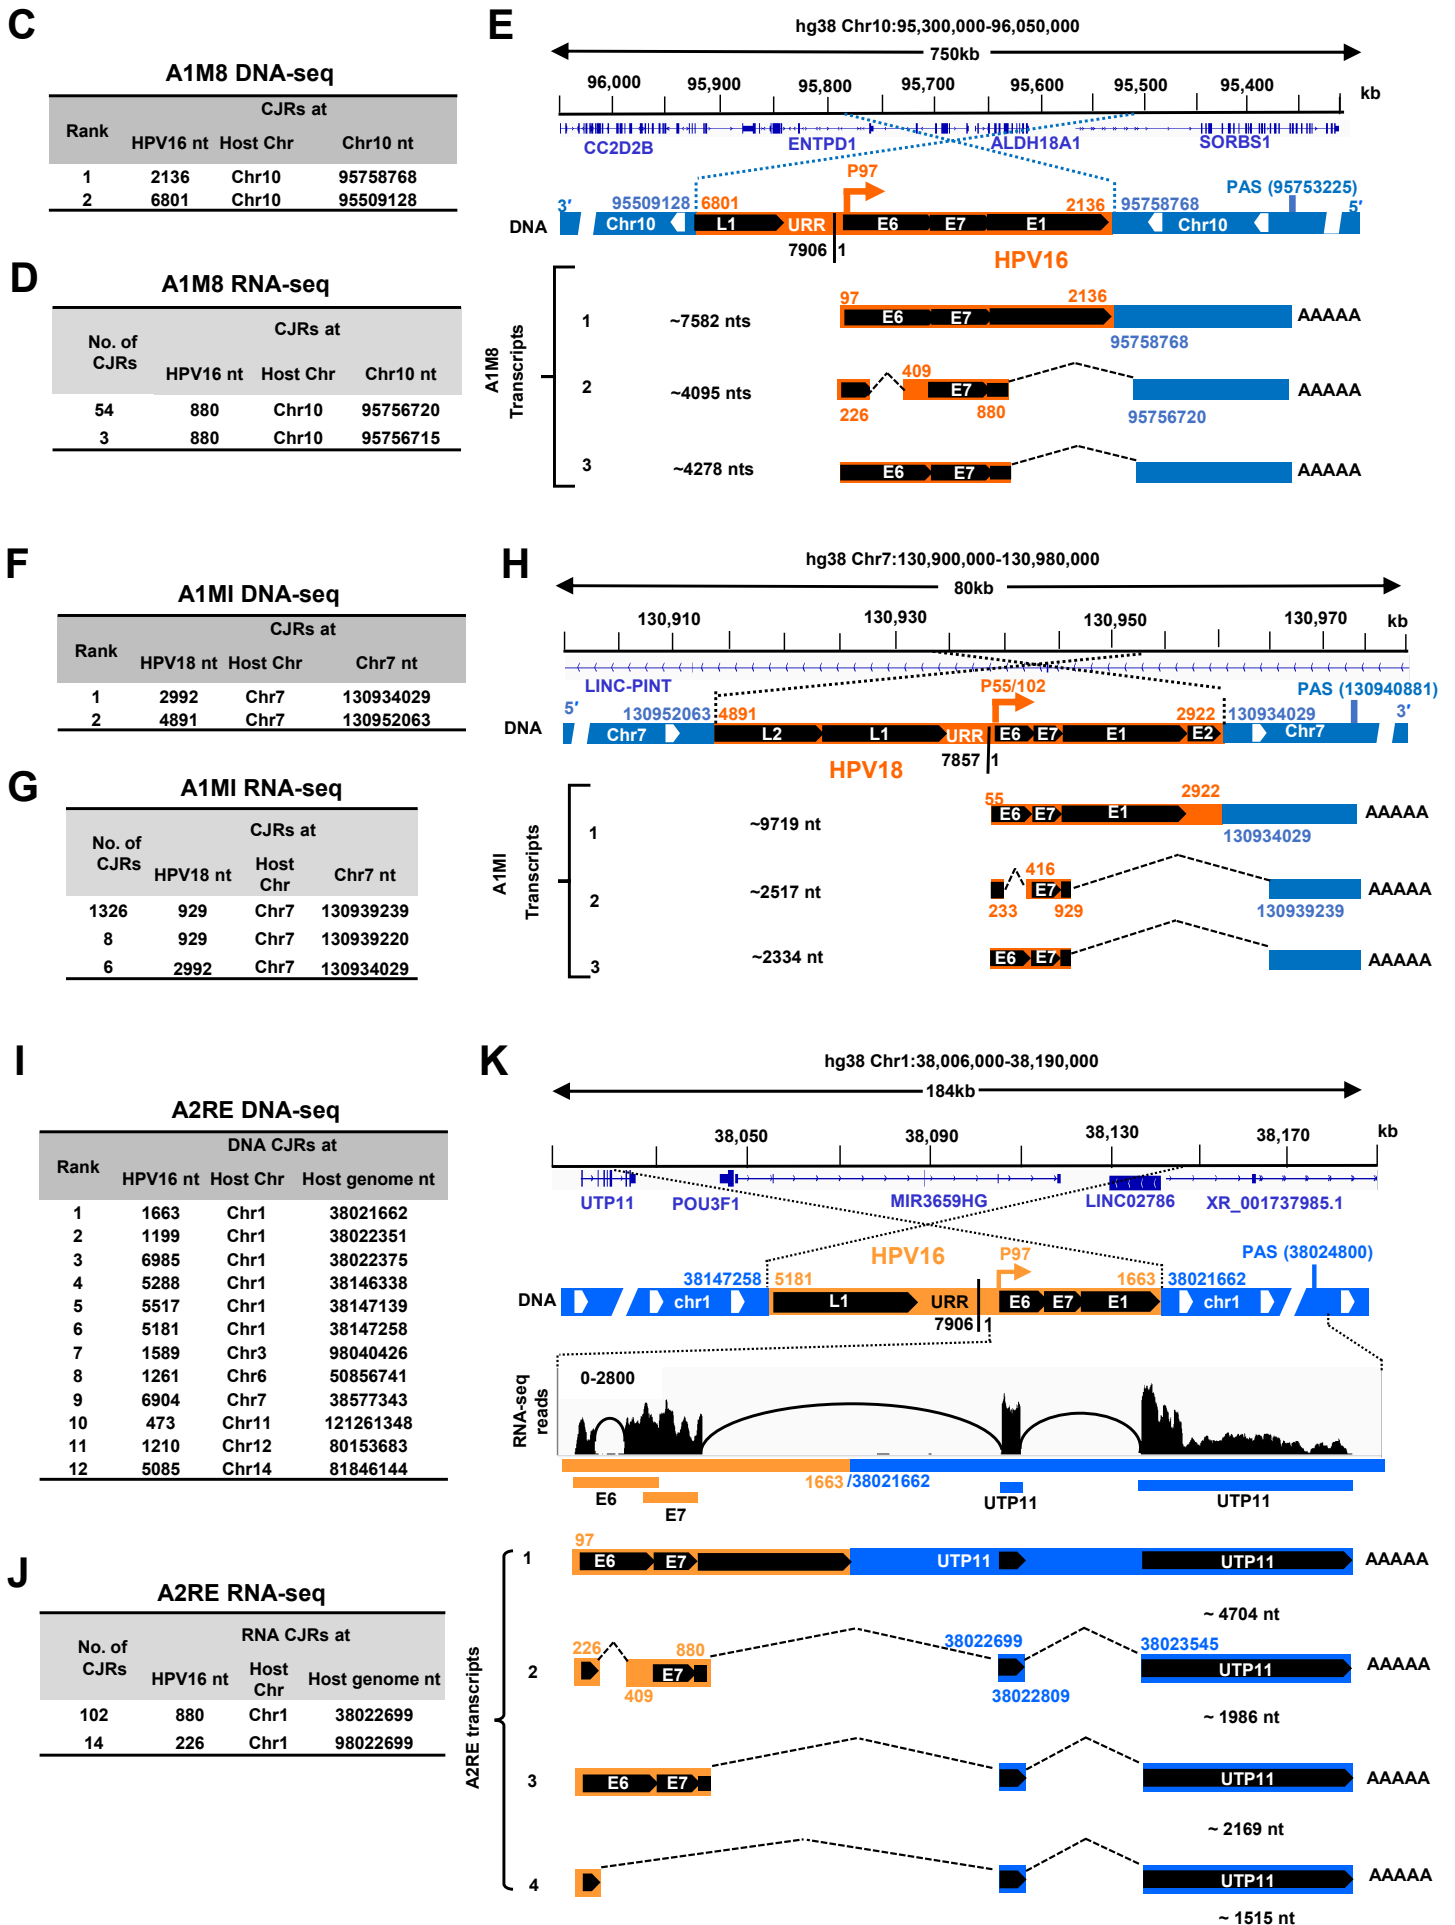 C
A1M8 DNA-seq
CJRs at
Rank HPV16 nt Host Chr Chr10 nt
1 2136 Chr10 95758768
2 6801 Chr10 95509128
D
A1M8 RNA-seq
No. of CJRs
CJRs at
HPV16 nt Host Chr Chr10 nt
54 880 Chr10 95756720
3 880 Chr10 95756715
E
hg38 Chr10:95,300,000-96,050,000
750kb
96,000 95,900 95,800 95,700 95,600 95,500 95,400 kb
CC2D2B ENTPD1 ALDH18A1 SORBS1
P97
PAS (95753225)
3′ 95509128 6801 2136 95758768 5′
DNA Chr10 L1 URR E6 E7 E1 Chr10
7906 1
HPV16
A1M8 Transcripts
97 2136
1 ~7582 nts E6 E7 AAAAA
95758768
409
2 ~4095 nts E7 AAAAA
226 880 95756720
3 ~4278 nts E6 E7 AAAAA
F
A1MI DNA-seq
CJRs at
Rank HPV18 nt Host Chr Chr7 nt
1 2992 Chr7 130934029
2 4891 Chr7 130952063
G
A1MI RNA-seq
No. of CJRs
CJRs at
HPV18 nt Host Chr Chr7 nt
1326 929 Chr7 130939239
8 929 Chr7 130939220
6 2992 Chr7 130934029
H
hg38 Chr7:130,900,000-130,980,000
80kb
130,910 130,930 130,950 130,970 kb
LINC-PINT
P55/102
PAS (130940881)
5′ 130952063 4891 2922 130934029 3′
DNA Chr7 L2 L1 URR E6 E7 E1 E2 Chr7
HPV18
7857 1
A1MI Transcripts
55 2922
1 ~9719 nt E6 E7 E1 AAAAA
130934029
416
2 ~2517 nt E7 AAAAA
233 929 130939239
3 ~2334 nt E6 E7 AAAAA
I
A2RE DNA-seq
DNA CJRs at
Rank HPV16 nt Host Chr Host genome nt
1 1663 Chr1 38021662
2 1199 Chr1 38022351
3 6985 Chr1 38022375
4 5288 Chr1 38146338
5 5517 Chr1 38147139
6 5181 Chr1 38147258
7 1589 Chr3 98040426
8 1261 Chr6 50856741
9 6904 Chr7 38577343
10 473 Chr11 121261348
11 1210 Chr12 80153683
12 5085 Chr14 81846144
J
A2RE RNA-seq
No. of CJRs
RNA CJRs at
HPV16 nt Host Chr Host genome nt
102 880 Chr1 38022699
14 226 Chr1 98022699
K
hg38 Chr1:38,006,000-38,190,000
184kb
38,050 38,090 38,130 38,170 kb
UTP11 POU3F1 MIR3659HG LINC02786 XR_001737985.1
HPV16 P97 PAS (38024800)
38147258 5181 1663 38021662
DNA chr1 L1 URR E6 E7 E1 chr1
7906 1
RNA-seq reads
0-2800
1663 /38021662
E6 E7 UTP11 UTP11
A2RE transcripts
97
1 E6 E7 UTP11 UTP11 AAAAA
~ 4704 nt
226 880 38022699 38023545
2 E7 UTP11 AAAAA
409 38022809
~ 1986 nt
3 E6 E7 UTP11 AAAAA
~ 2169 nt
4 UTP11 AAAAA
~ 1515 nt